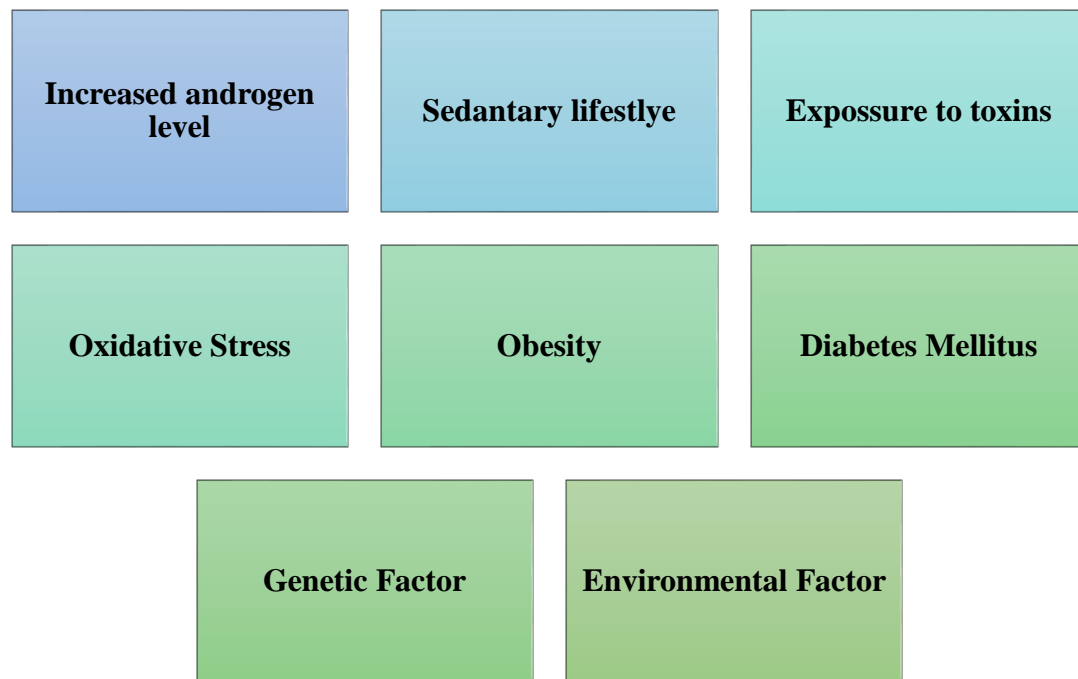 Increased androgen
level
Sedantary lifestlye
Expossure to toxins
Oxidative Stress
Obesity
Diabetes Mellitus
Genetic Factor
Environmental Factor